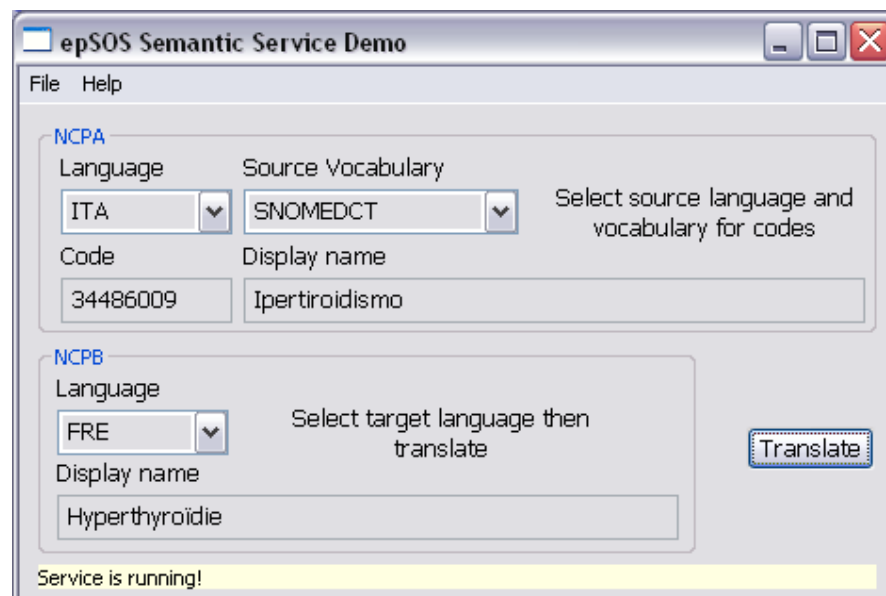 epSOS Semantic Service Demo
File Help
NCPA
Language Source Vocabulary
ITA SNOMEDCT
Select source language and
vocabulary for codes
Code Display name
34486009 Ipertiroidismo
NCPB
Language
FRE
Select target language then
translate
Translate
Display name
Hyperthyroïdie
Service is running!